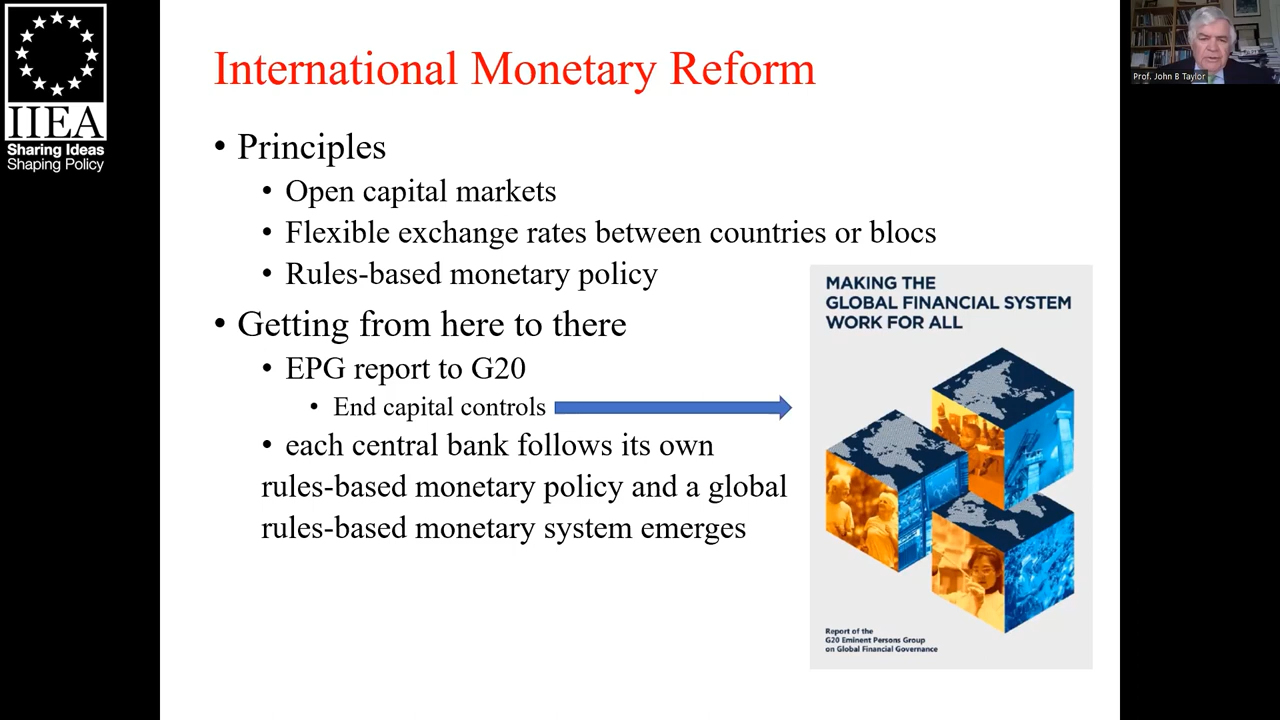 IIEA
Sharing Ideas
Shaping Policy
International Monetary Reform
• Principles
• Open capital markets
• Flexible exchange rates between countries or blocs
• Rules-based monetary policy
• Getting from here to there
• EPG report to G20
• End capital controls
• each central bank follows its own
rules-based monetary policy and a global
rules-based monetary system emerges
MAKING THE
GLOBAL FINANCIAL SYSTEM
WORK FOR ALL
Report of the
G20 Eminent Persons Group
on Global Financial Governance
Prof. John B Taylor